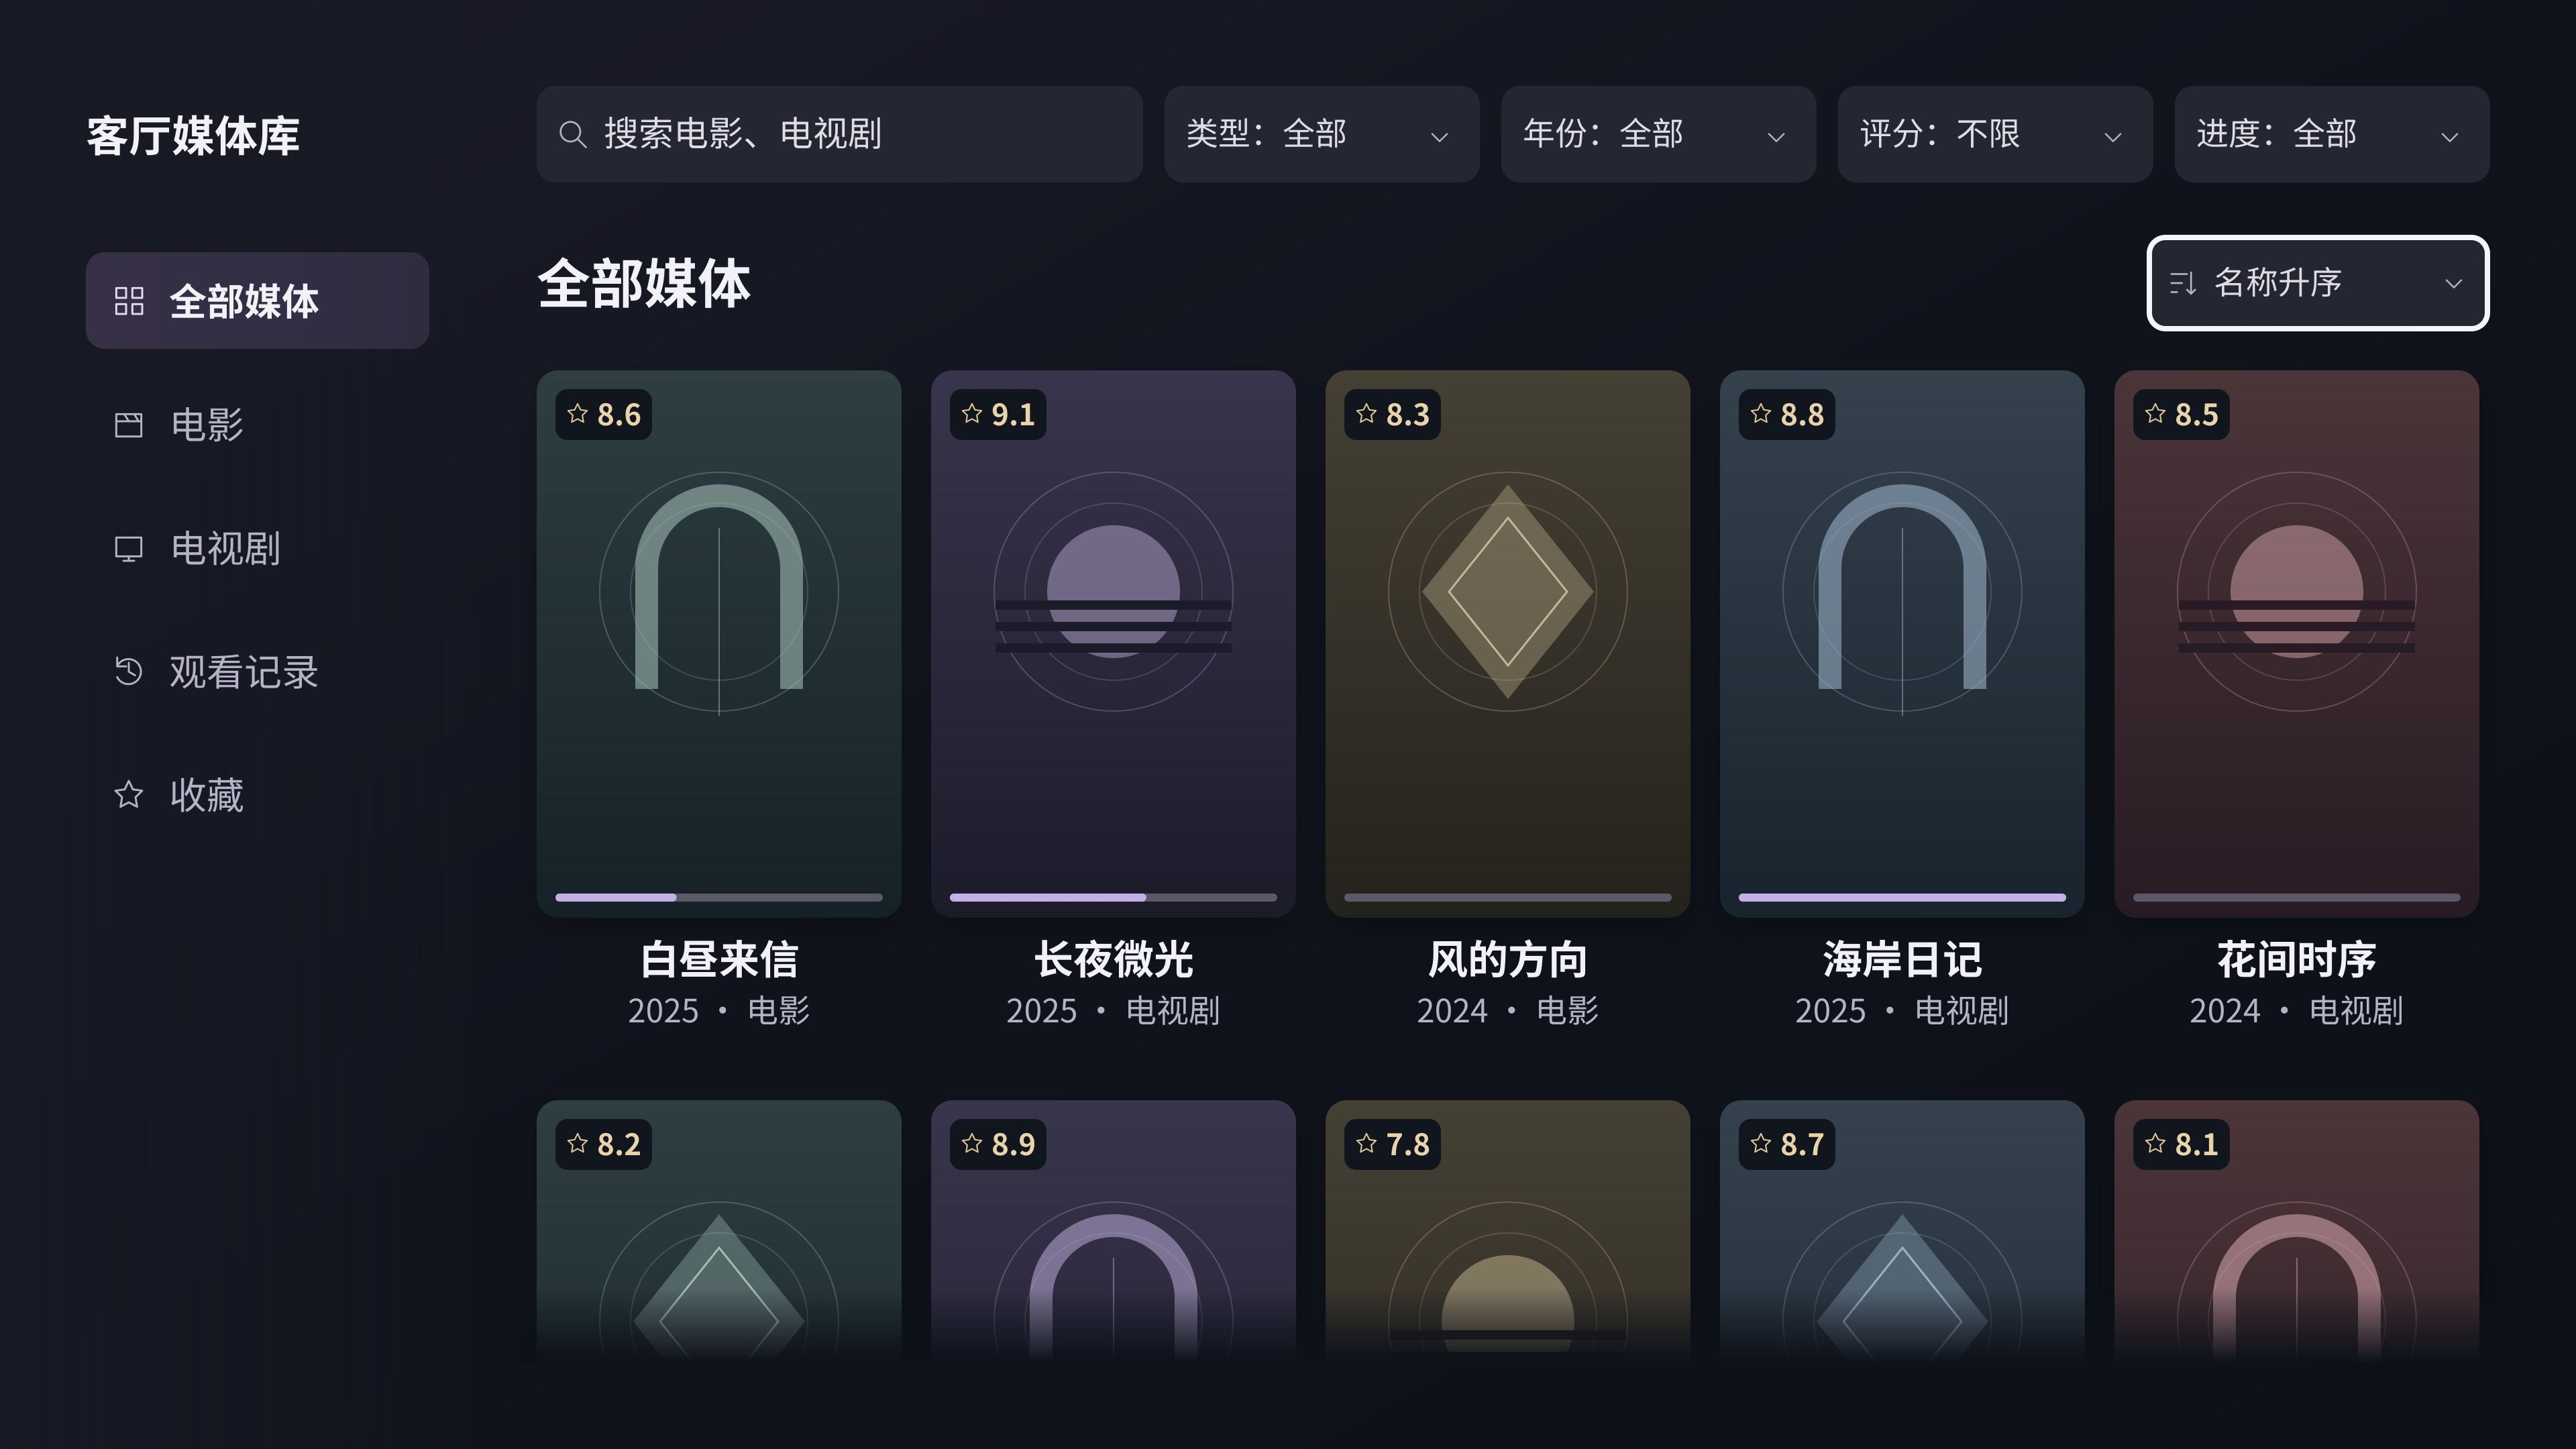 客厅媒体库
搜索电影、电视剧
类型：全部
年份：全部
评分：不限
进度：全部
全部媒体
电影
电视剧
观看记录
收藏
全部媒体
名称升序
8.6
9.1
8.3
8.8
8.5
白昼来信
长夜微光
风的方向
海岸日记
花间时序
2025 · 电影
2025 · 电视剧
2024 · 电影
2025 · 电视剧
2024 · 电视剧
8.2
8.9
7.8
8.7
8.1